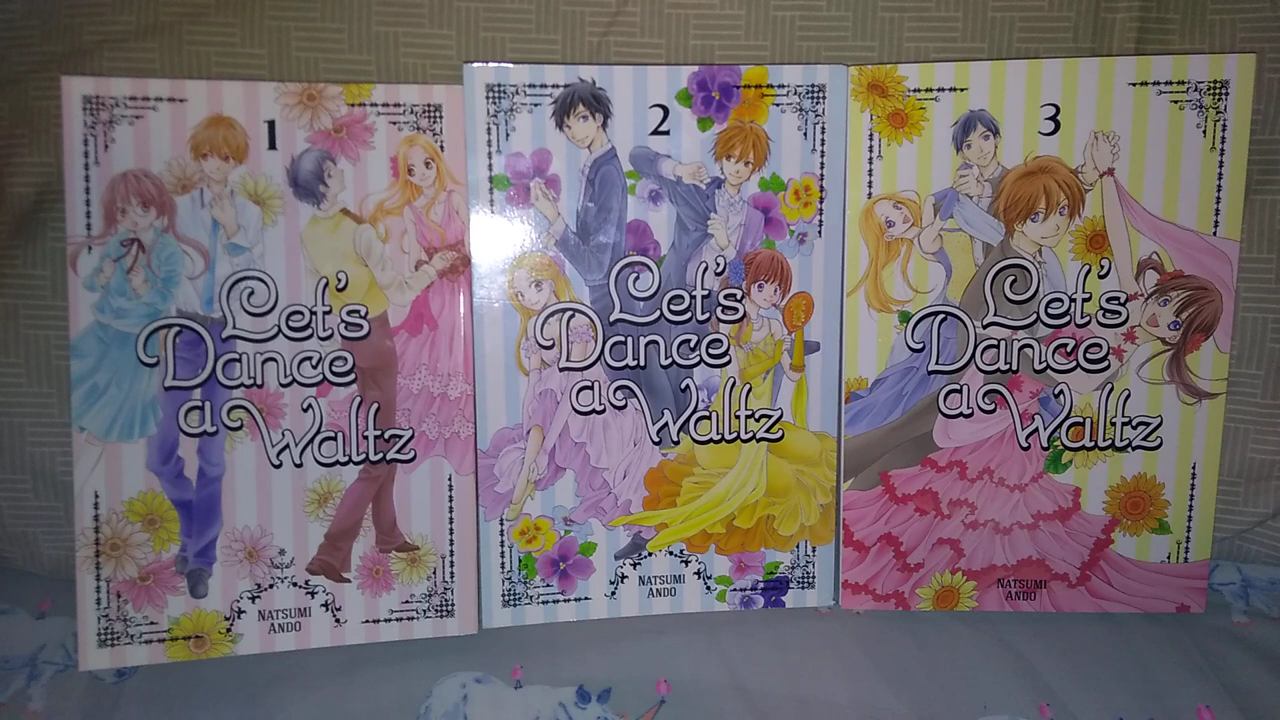 1
Let's
Dance
a Waltz
NATSUMI
ANDO
2
Let's
Dance
a Waltz
NATSUMI
ANDO
3
Let's
Dance
a Waltz
NATSUMI
ANDO